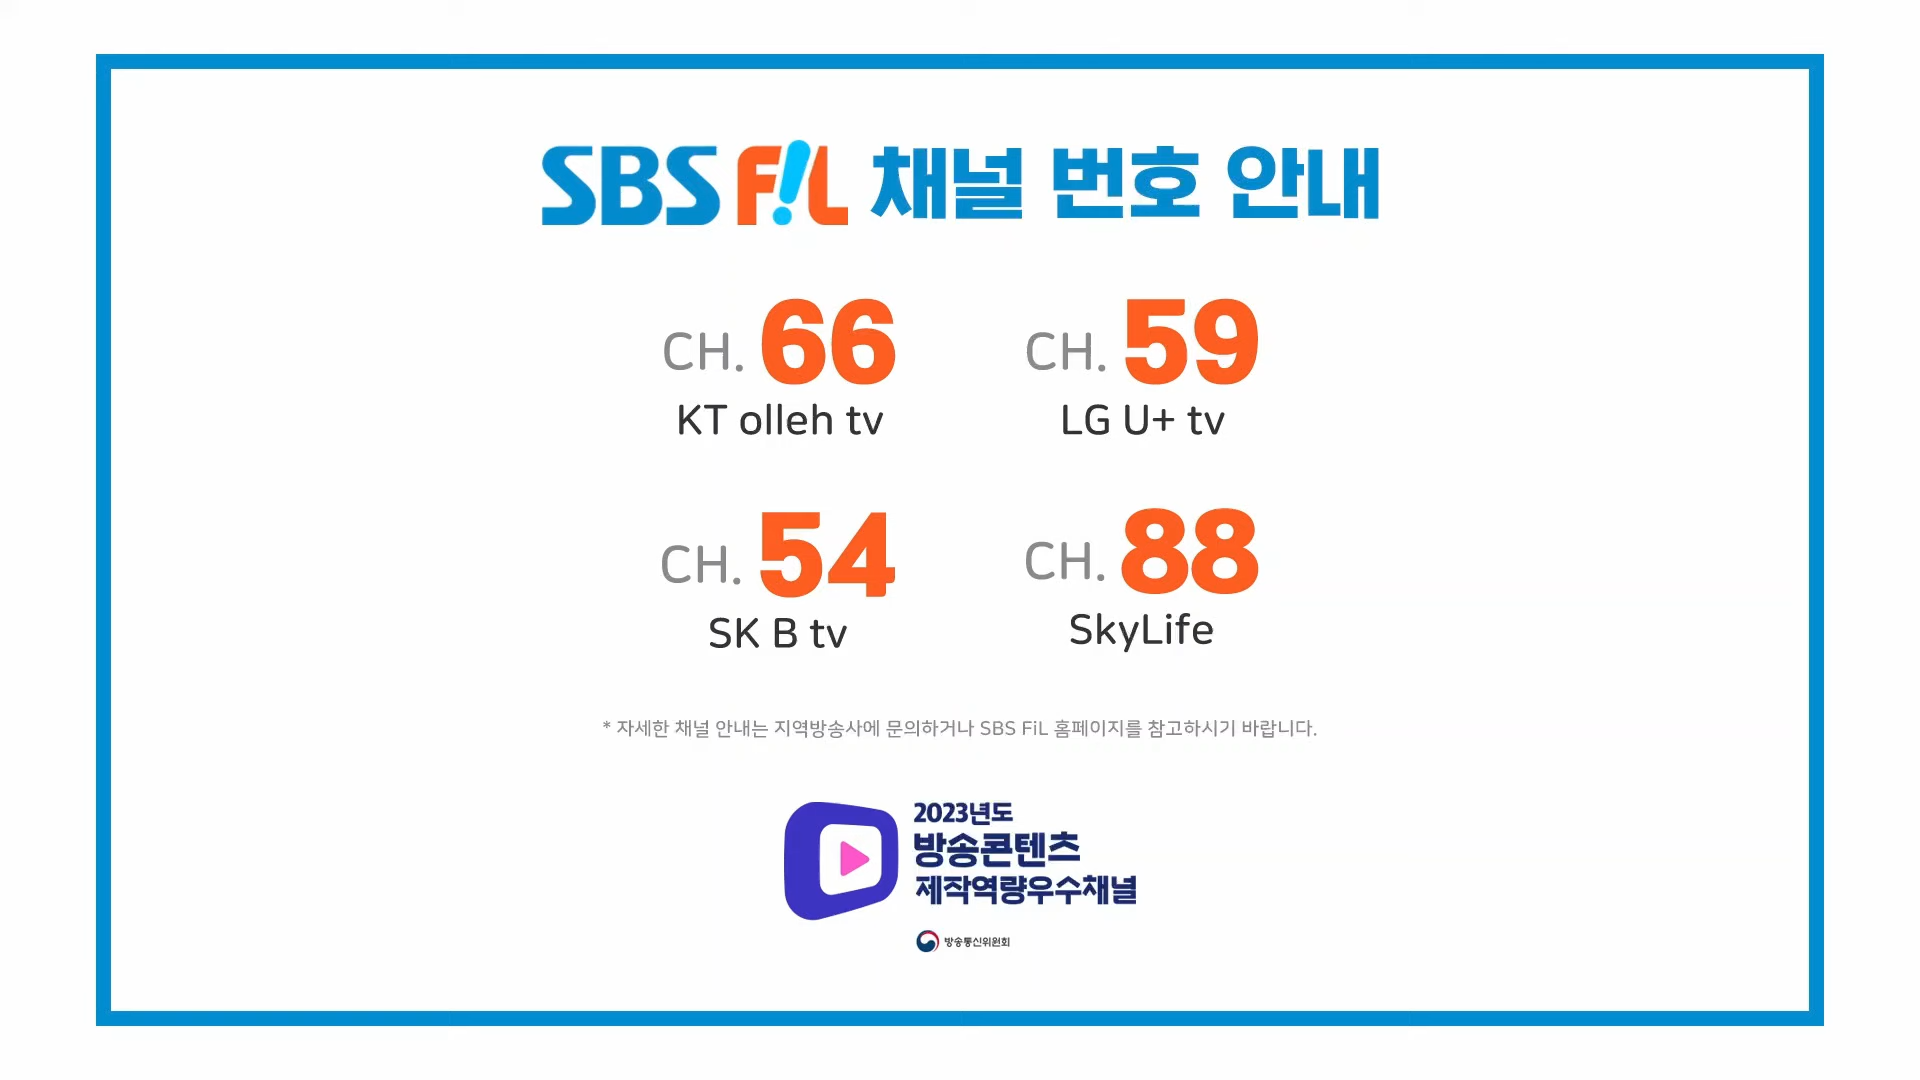 SBS F!L 채널 번호 안내
CH. 66
KT olleh tv
CH. 59
LG U+ tv
CH. 54
SK B tv
CH. 88
SkyLife
* 자세한 채널 안내는 지역방송사에 문의하거나 SBS FiL 홈페이지를 참고하시기 바랍니다.
2023년도
방송콘텐츠
제작역량우수채널
방송통신위원회